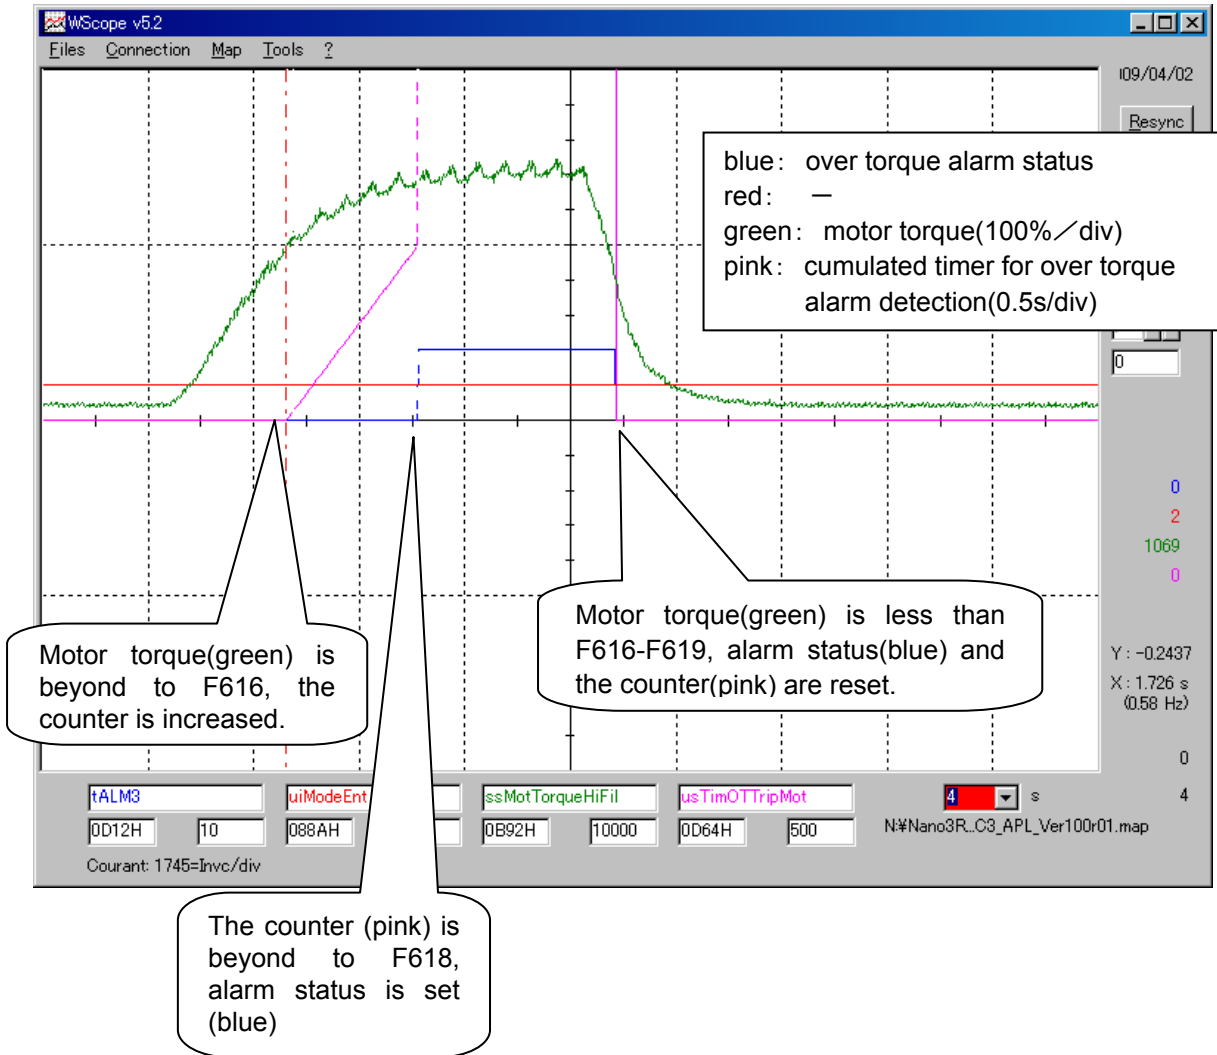 WScope v5.2
Files Connection Map Tools ?
09/04/02
Resync
blue: over torque alarm status
red: －
green: motor torque(100%／div)
pink: cumulated timer for over torque
alarm detection(0.5s/div)
0
0
2
1069
0
Motor torque(green) is
beyond to F616, the
counter is increased.
Motor torque(green) is less than
F616-F619, alarm status(blue) and
the counter(pink) are reset.
Y : -0.2437
X : 1.726 s
(0.58 Hz)
0
tALM3 uiModeEnt ssMotTorqueHiFil usTimOTTripMot 4 s 4
0D12H 10 088AH 0B92H 10000 0D64H 500 N:¥Nano3R..C3_APL_Ver100r01.map
Courant: 1745=Invc/div
The counter (pink) is
beyond to F618,
alarm status is set
(blue)